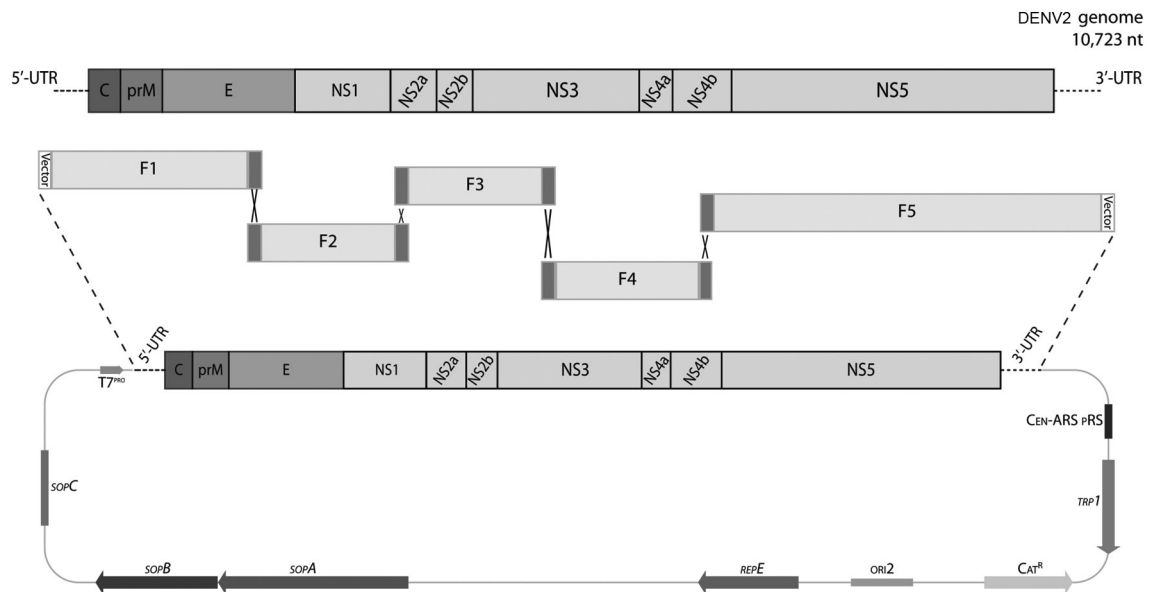 DENV2 genome
10,723 nt
5'-UTR
C prM E NS1 NS2a NS2b NS3 NS4a NS4b NS5
3'-UTR
Vector F1
F3
F5 Vector
F2
F4
5'-UTR
C prM E NS1 NS2a NS2b NS3 NS4a NS4b NS5
3'-UTR
T7PRO
CEN-ARS PRS
SOPC
TRP1
SOPB
SOPA
REPE
ORI2
CATR